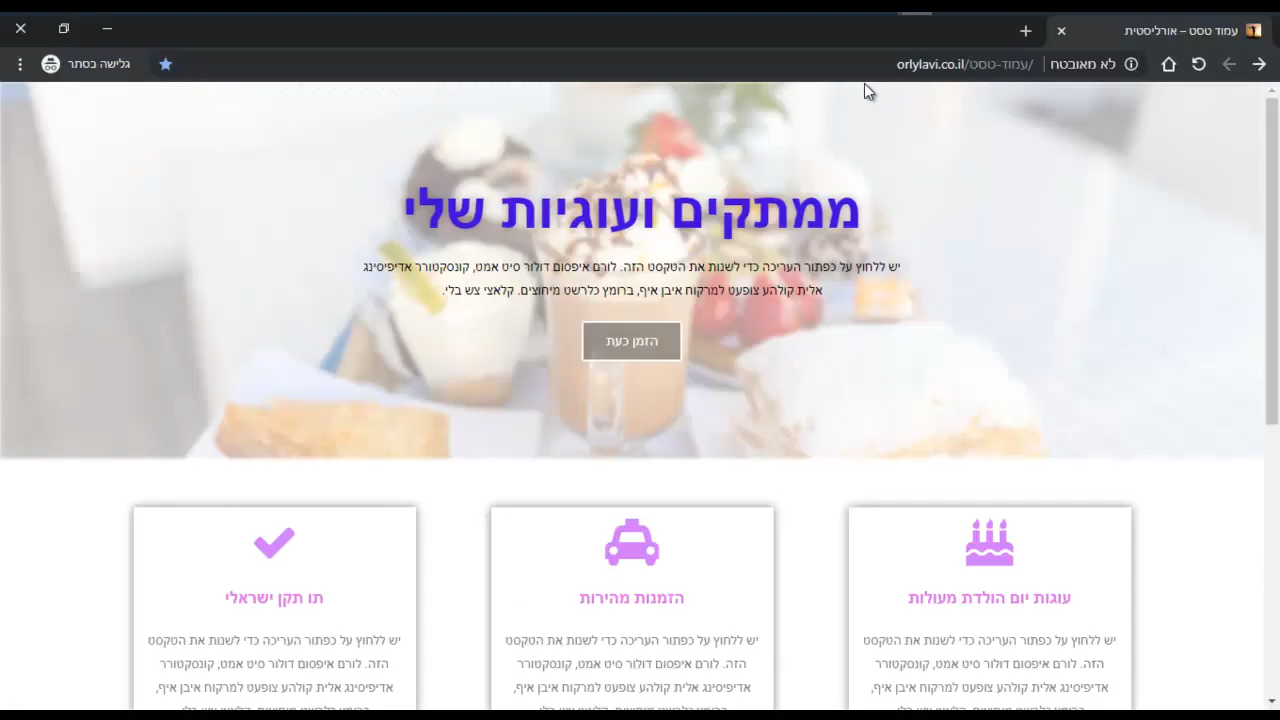 עמוד טסט – אורליסטית
לא מאובטח
orlylavi.co.il/עמוד-טסט/
גלישה בסתר
ממתקים ועוגיות שלי
יש ללחוץ על כפתור העריכה כדי לשנות את הטקסט הזה. לורם איפסום דולור סיט אמט, קונסקטורר אדיפיסינג
אלית קולהע צופעט למרקוח איבן איף, ברומץ כלרשט מיחוצים. קלאצי צש בלי.
הזמן כעת
עוגות יום הולדת מעולות
יש ללחוץ על כפתור העריכה כדי לשנות את הטקסט
הזה. לורם איפסום דולור סיט אמט, קונסקטורר
אדיפיסינג אלית קולהע צופעט למרקוח איבן איף,
הזמנות מהירות
יש ללחוץ על כפתור העריכה כדי לשנות את הטקסט
הזה. לורם איפסום דולור סיט אמט, קונסקטורר
אדיפיסינג אלית קולהע צופעט למרקוח איבן איף,
תו תקן ישראלי
יש ללחוץ על כפתור העריכה כדי לשנות את הטקסט
הזה. לורם איפסום דולור סיט אמט, קונסקטורר
אדיפיסינג אלית קולהע צופעט למרקוח איבן איף,